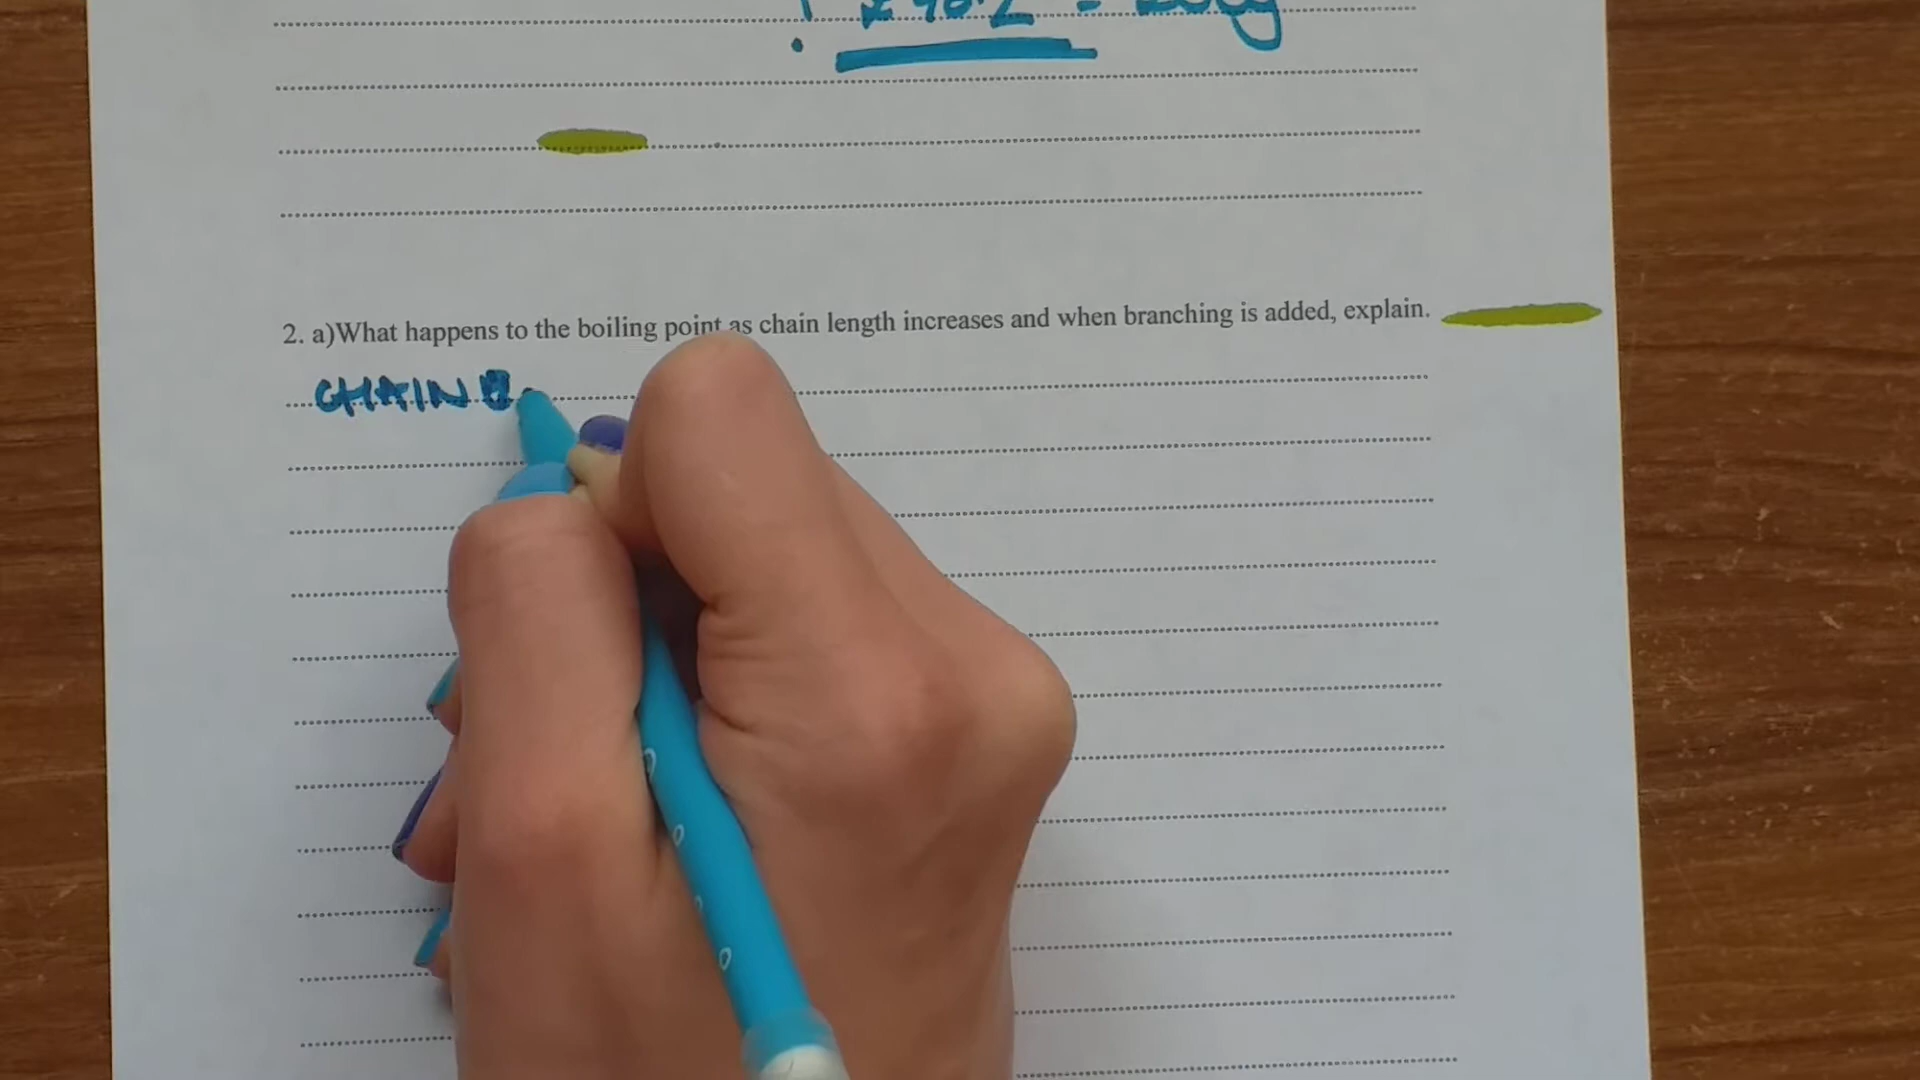 2. a)What happens to the boiling point as chain length increases and when branching is added, explain.
CHAIN